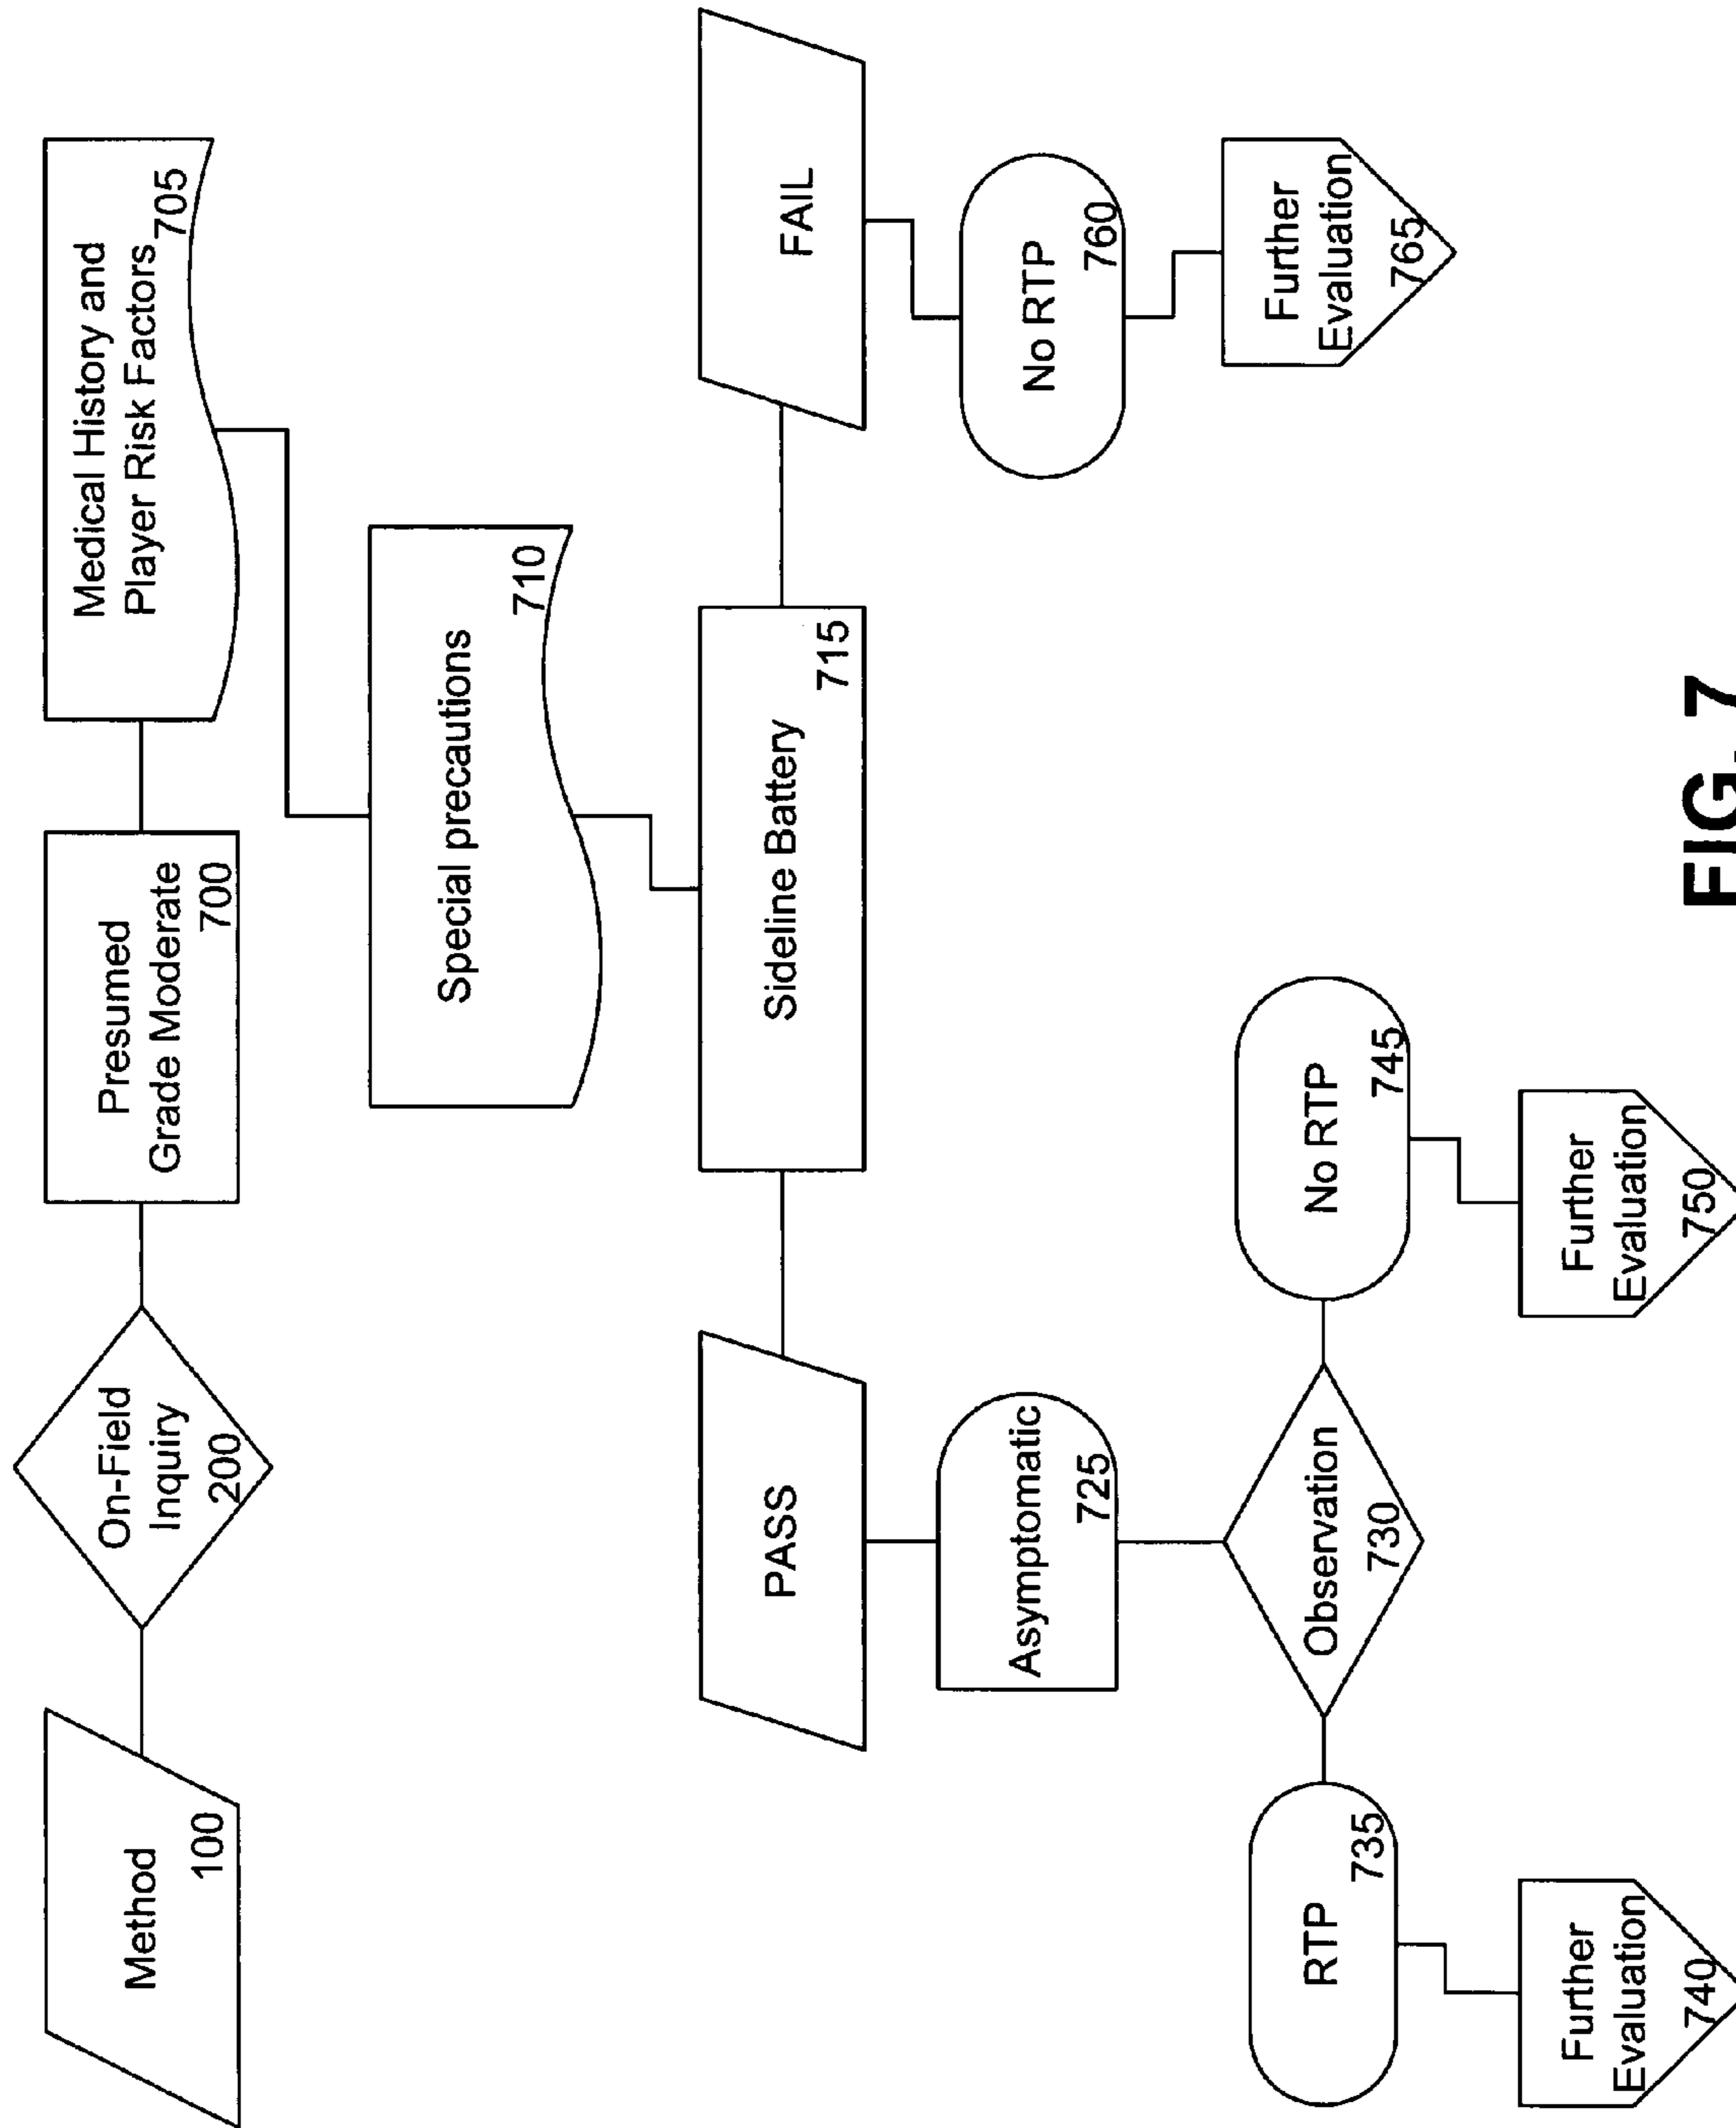 Method
100
On-Field
Inquiry
200
Presumed
Grade Moderate
700
Medical History and
Player Risk Factors
705
Special precautions
710
Sideline Battery
715
PASS
FAIL
Asymptomatic
725
No RTP
760
Observation
730
RTP
735
No RTP
745
Further
Evaluation
765
Further
Evaluation
740
Further
Evaluation
750
FIG. 7